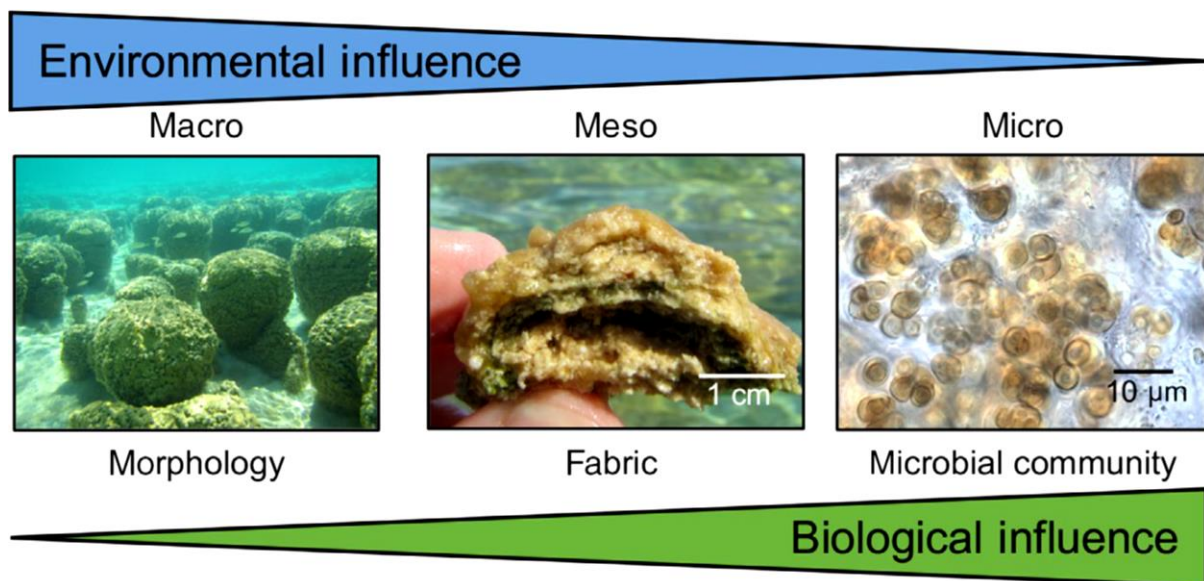 Environmental influence
Macro
Meso
Micro
1 cm
10 µm
Morphology
Fabric
Microbial community
Biological influence